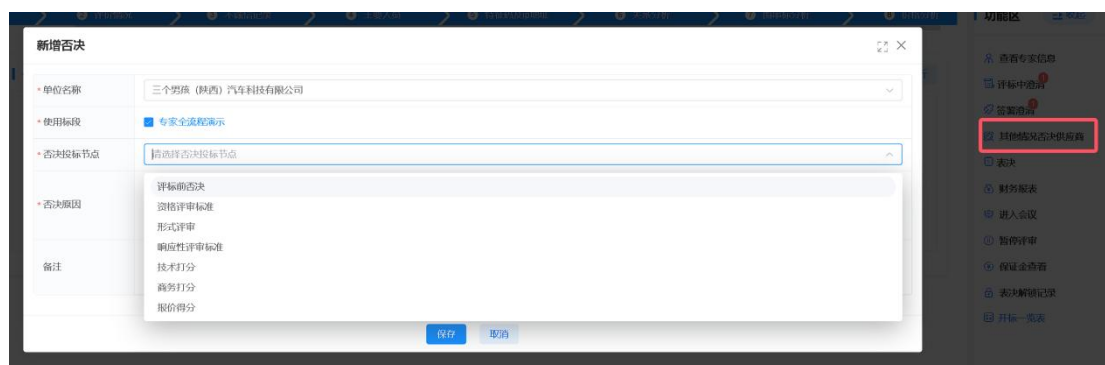 功能区
新增否决
* 单位名称
三个男孩（陕西）汽车科技有限公司
* 使用标段
专家全流程演示
* 否决投标节点
请选择否决投标节点
评标前否决
资格评审标准
形式评审
响应性评审标准
技术打分
商务打分
报价得分
* 否决原因
备注
保存
取消
查看专家信息
评标中澄清
答案澄清
其他情况否决供应商
表决
财务报表
进入会议
暂停评审
保证金查看
表决解锁记录
开标一览表